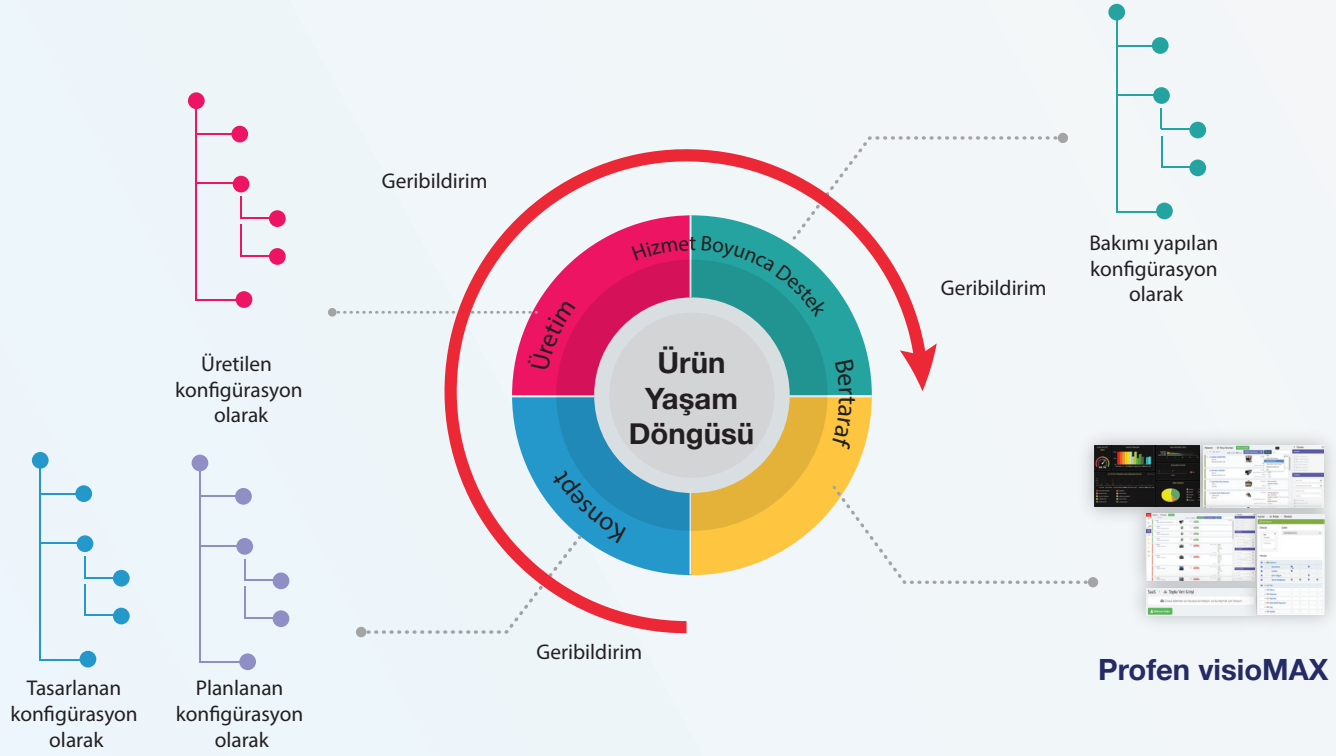 Geribildirim
Geribildirim
Geribildirim
Üretilen
konfigürasyon
olarak
Bakımı yapılan
konfigürasyon
olarak
Hizmet Boyunca Destek
Üretim
Bertaraf
Konsept
Ürün
Yaşam
Döngüsü
Tasarlanan
konfigürasyon
olarak
Planlanan
konfigürasyon
olarak
Profen visioMAX